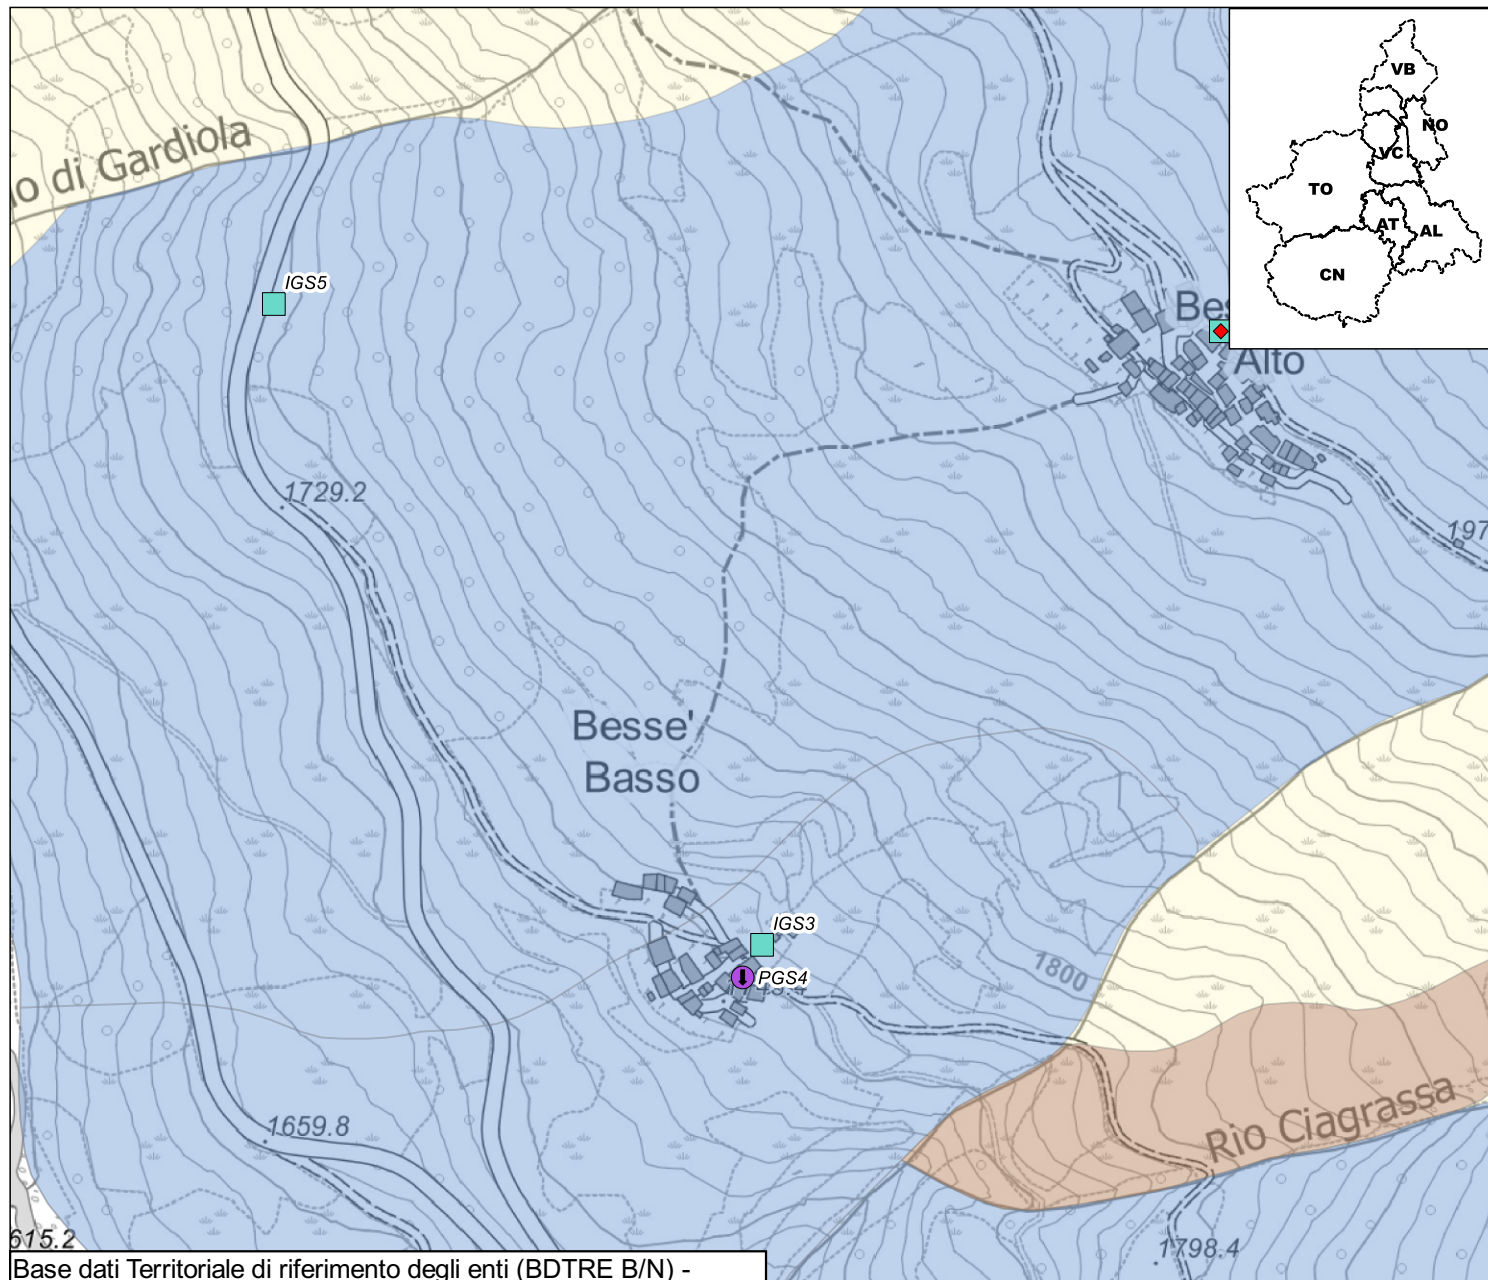 VB
NO
VC
TO
AT
AL
CN
io di Gardiola
IGS5
Bes
Alto
1729.2
197
Besse'
Basso
IGS3
PGS4
1800
1659.8
Rio Ciagrassa
615.2
1798.4
Base dati Territoriale di riferimento degli enti (BDTRE B/N) -